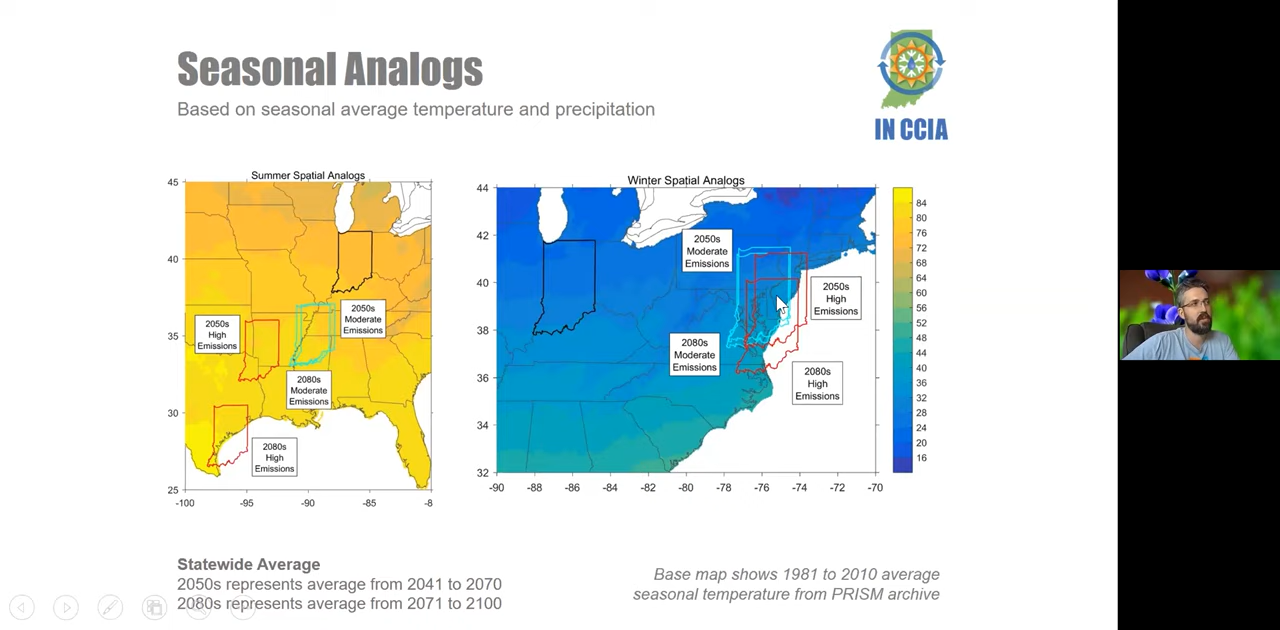 Seasonal Analogs
Based on seasonal average temperature and precipitation
IN CCIA
Summer Spatial Analogs
45
40
35
30
25
-100
-95
-90
-85
-8
2050s
High
Emissions
2050s
Moderate
Emissions
2080s
Moderate
Emissions
2080s
High
Emissions
Winter Spatial Analogs
44
42
40
38
36
34
32
-90
-88
-86
-84
-82
-80
-78
-76
-74
-72
-70
2050s
Moderate
Emissions
2050s
High
Emissions
2080s
Moderate
Emissions
2080s
High
Emissions
84
80
76
72
68
64
60
56
52
48
44
40
36
32
28
24
20
16
Statewide Average
2050s represents average from 2041 to 2070
2080s represents average from 2071 to 2100
Base map shows 1981 to 2010 average
seasonal temperature from PRISM archive